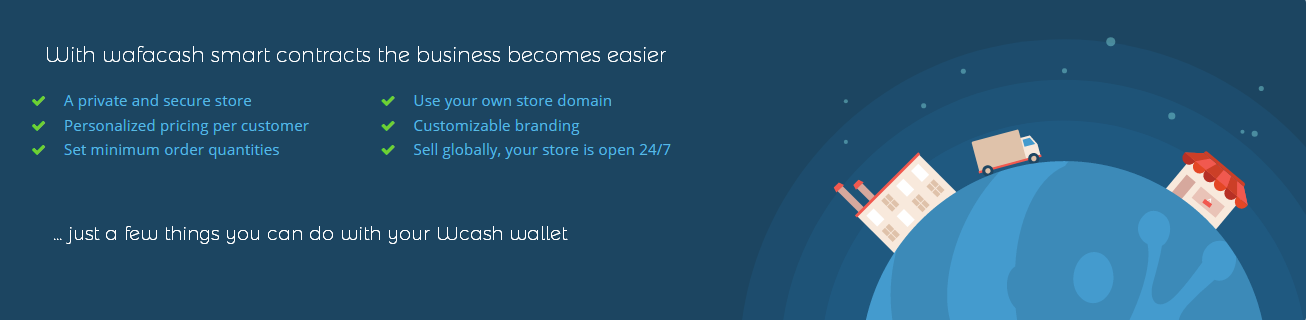 With wafacash smart contracts the business becomes easier
A private and secure store
Personalized pricing per customer
Set minimum order quantities
Use your own store domain
Customizable branding
Sell globally, your store is open 24/7
... just a few things you can do with your Wcash wallet